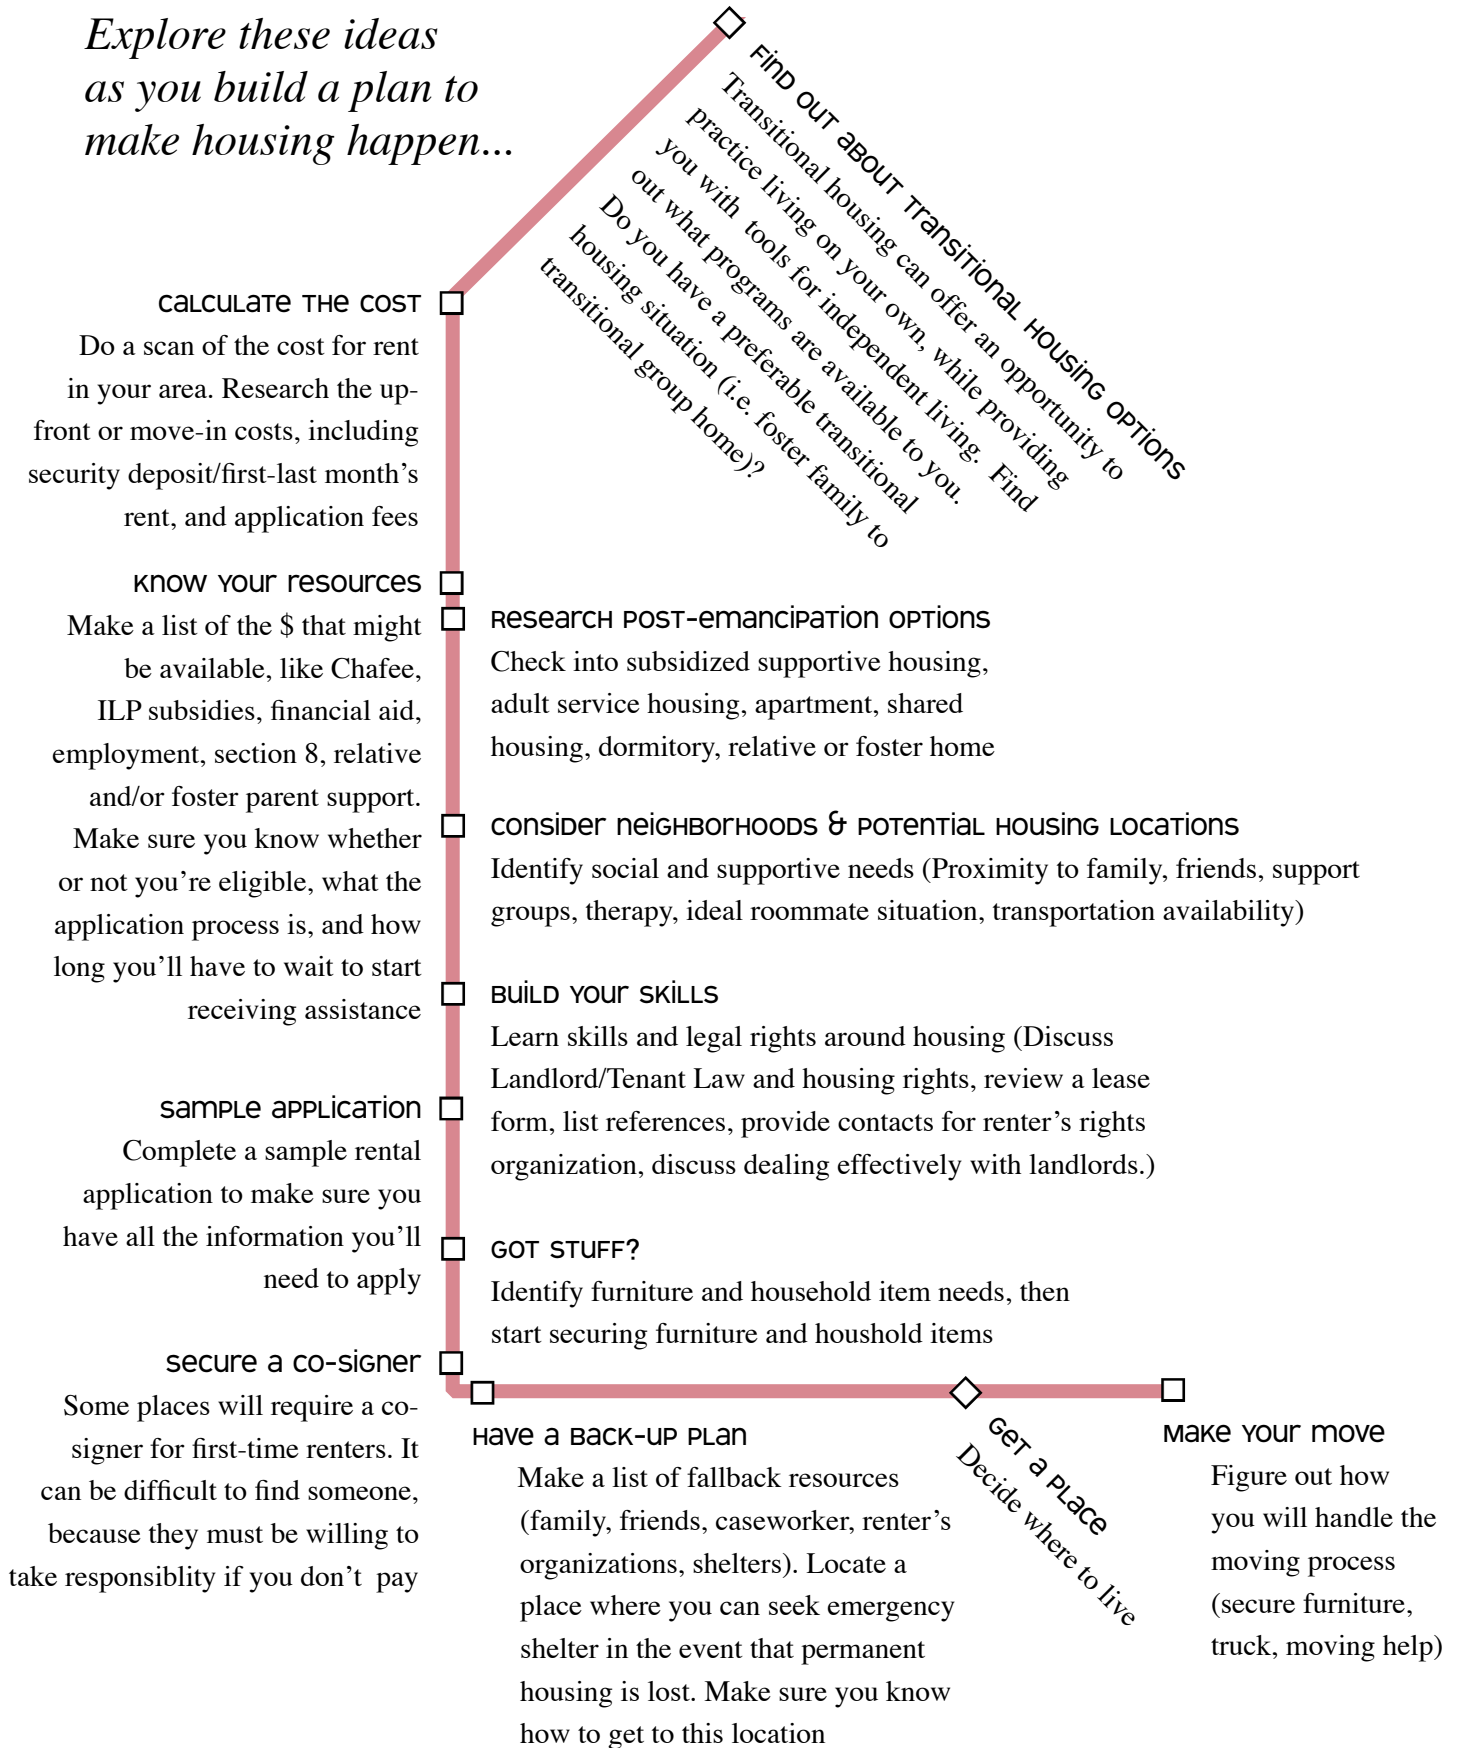 Explore these ideas
as you build a plan to
make housing happen...
Find out about transitional housing options
Transitional housing can offer an opportunity to
practice living on your own, while providing
you with  tools for independent living.  Find
out what programs are available to you.
Do you have a preferable transitional
housing situation (i.e. foster family to
transitional group home)?
calculate the cost
Do a scan of the cost for rent
in your area. Research the up-
front or move-in costs, including
security deposit/first-last month's
rent, and application fees
know your resources
Make a list of the $ that might
be available, like Chafee,
ILP subsidies, financial aid,
employment, section 8, relative
and/or foster parent support.
Make sure you know whether
or not you're eligible, what the
application process is, and how
long you'll have to wait to start
receiving assistance
Research post-emancipation options
Check into subsidized supportive housing,
adult service housing, apartment, shared
housing, dormitory, relative or foster home
consider neighborhoods & potential housing locations
Identify social and supportive needs (Proximity to family, friends, support
groups, therapy, ideal roommate situation, transportation availability)
Build your skills
Learn skills and legal rights around housing (Discuss
Landlord/Tenant Law and housing rights, review a lease
form, list references, provide contacts for renter's rights
organization, discuss dealing effectively with landlords.)
sample application
Complete a sample rental
application to make sure you
have all the information you'll
need to apply
Got stuff?
Identify furniture and household item needs, then
start securing furniture and houshold items
secure a co-signer
Some places will require a co-
signer for first-time renters. It
can be difficult to find someone,
because they must be willing to
take responsiblity if you don't  pay
Have a back-up plan
Make a list of fallback resources
(family, friends, caseworker, renter's
organizations, shelters). Locate a
place where you can seek emergency
shelter in the event that permanent
housing is lost. Make sure you know
how to get to this location
Get a place
Decide where to live
Make your move
Figure out how
you will handle the
moving process
(secure furniture,
truck, moving help)